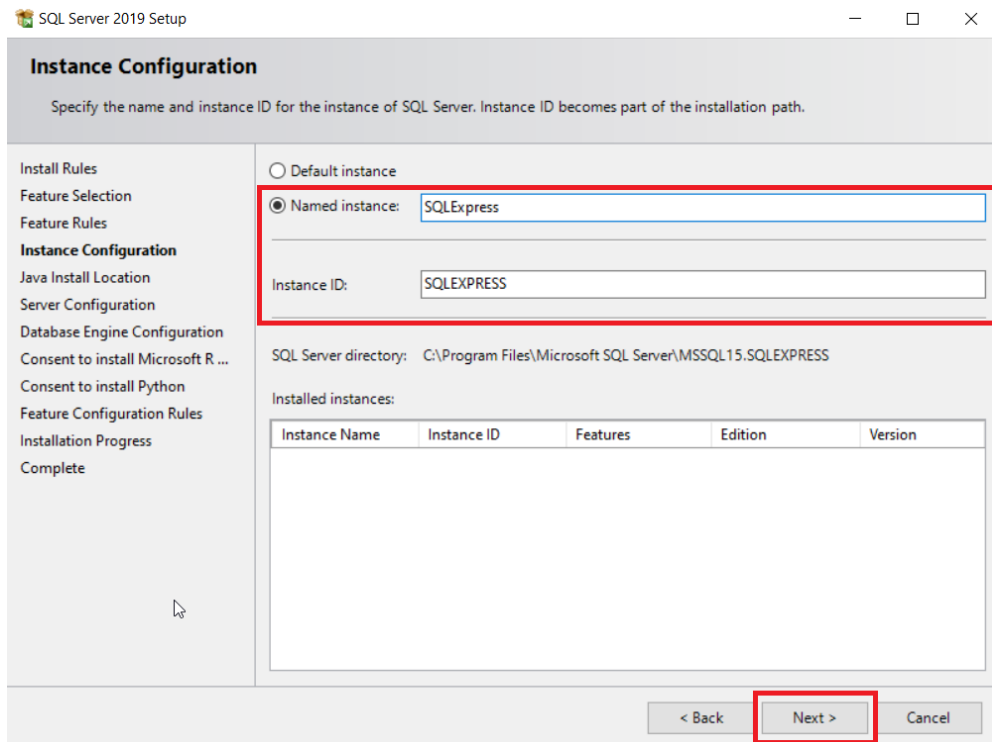 SQL Server 2019 Setup
Instance Configuration
Specify the name and instance ID for the instance of SQL Server. Instance ID becomes part of the installation path.
Install Rules
Feature Selection
Feature Rules
Instance Configuration
Java Install Location
Server Configuration
Database Engine Configuration
Consent to install Microsoft R ...
Consent to install Python
Feature Configuration Rules
Installation Progress
Complete
Default instance
Named instance: SQLExpress
Instance ID: SQLEXPRESS
SQL Server directory: C:\Program Files\Microsoft SQL Server\MSSQL15.SQLEXPRESS
Installed instances:
Instance Name Instance ID Features Edition Version
< Back Next > Cancel